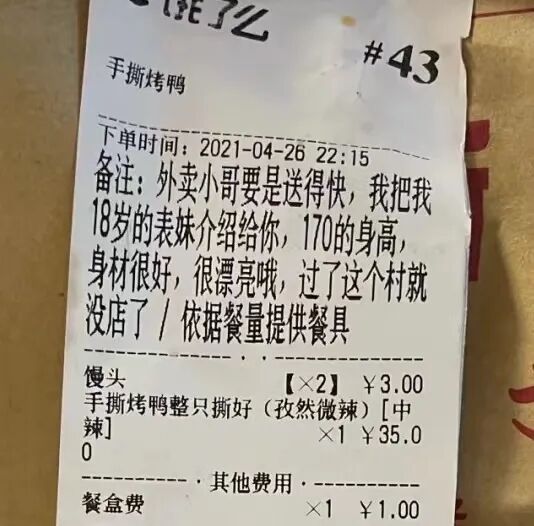 饿了么
#43
手撕烤鸭
下单时间: 2021-04-26 22:15
备注: 外卖小哥要是送得快, 我把我
18岁的表妹介绍给你, 170的身高,
身材很好, 很漂亮哦, 过了这个村就
没店了 / 依据餐量提供餐具
馒头 【×2】 ¥3.00
手撕烤鸭整只撕好（孜然微辣）[中
辣] ×1 ¥35.0
0
其他费用
餐盒费 ×1 ¥1.00